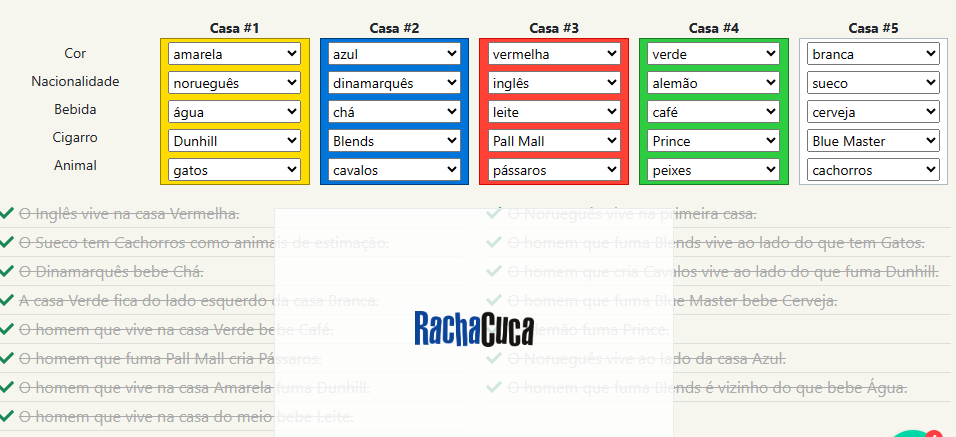 Casa #1 Casa #2 Casa #3 Casa #4 Casa #5
Cor amarela azul vermelha verde branca
Nacionalidade norueguês dinamarquês inglês alemão sueco
Bebida água chá leite café cerveja
Cigarro Dunhill Blends Pall Mall Prince Blue Master
Animal gatos cavalos pássaros peixes cachorros
O Inglês vive na casa Vermelha. O Norueguês vive na primeira casa.
O Sueco tem Cachorros como animais de estimação. O homem que fuma Blends vive ao lado do que tem Gatos.
O Dinamarquês bebe Chá. O homem que cria Cavalos vive ao lado do que fuma Dunhill.
A casa Verde fica do lado esquerdo da casa Branca. O homem que fuma Blue Master bebe Cerveja.
O homem que vive na casa Verde bebe Café. Alemão fuma Prince.
O homem que fuma Pall Mall cria Pássaros. O Norueguês vive ao lado da casa Azul.
O homem que vive na casa Amarela fuma Dunhill. O homem que fuma Blends é vizinho do que bebe Água.
O homem que vive na casa do meio bebe Leite.
RachaCuca